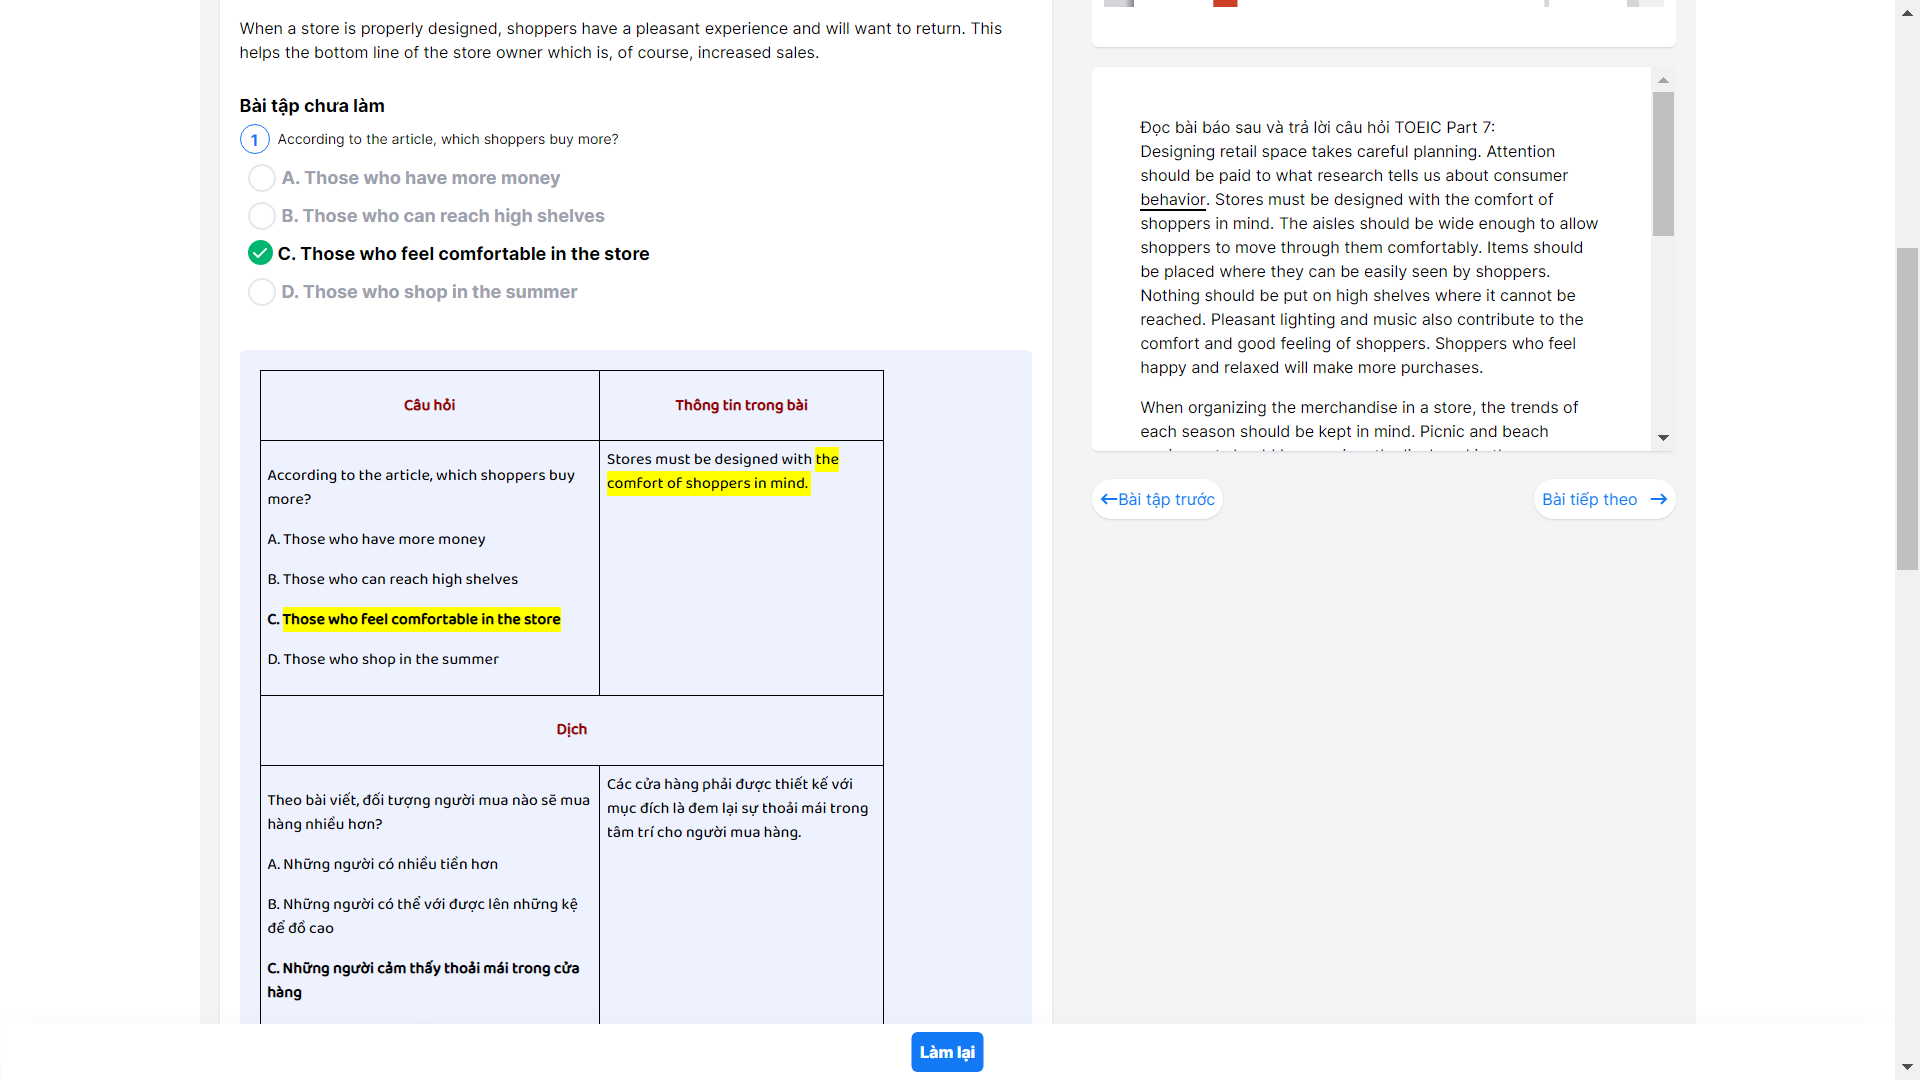 When a store is properly designed, shoppers have a pleasant experience and will want to return. This
helps the bottom line of the store owner which is, of course, increased sales.
Bài tập chưa làm
1 According to the article, which shoppers buy more?
A. Those who have more money
B. Those who can reach high shelves
C. Those who feel comfortable in the store
D. Those who shop in the summer
Câu hỏi
Thông tin trong bài
According to the article, which shoppers buy
more?
A. Those who have more money
B. Those who can reach high shelves
C. Those who feel comfortable in the store
D. Those who shop in the summer
Stores must be designed with the
comfort of shoppers in mind.
Dịch
Theo bài viết, đối tượng người mua nào sẽ mua
hàng nhiều hơn?
A. Những người có nhiều tiền hơn
B. Những người có thể với được lên những kệ
để đồ cao
C. Những người cảm thấy thoải mái trong cửa
hàng
Các cửa hàng phải được thiết kế với
mục đích là đem lại sự thoải mái trong
tâm trí cho người mua hàng.
Đọc bài báo sau và trả lời câu hỏi TOEIC Part 7:
Designing retail space takes careful planning. Attention
should be paid to what research tells us about consumer
behavior. Stores must be designed with the comfort of
shoppers in mind. The aisles should be wide enough to allow
shoppers to move through them comfortably. Items should
be placed where they can be easily seen by shoppers.
Nothing should be put on high shelves where it cannot be
reached. Pleasant lighting and music also contribute to the
comfort and good feeling of shoppers. Shoppers who feel
happy and relaxed will make more purchases.
When organizing the merchandise in a store, the trends of
each season should be kept in mind. Picnic and beach
Bài tập trước
Bài tiếp theo
Làm lại